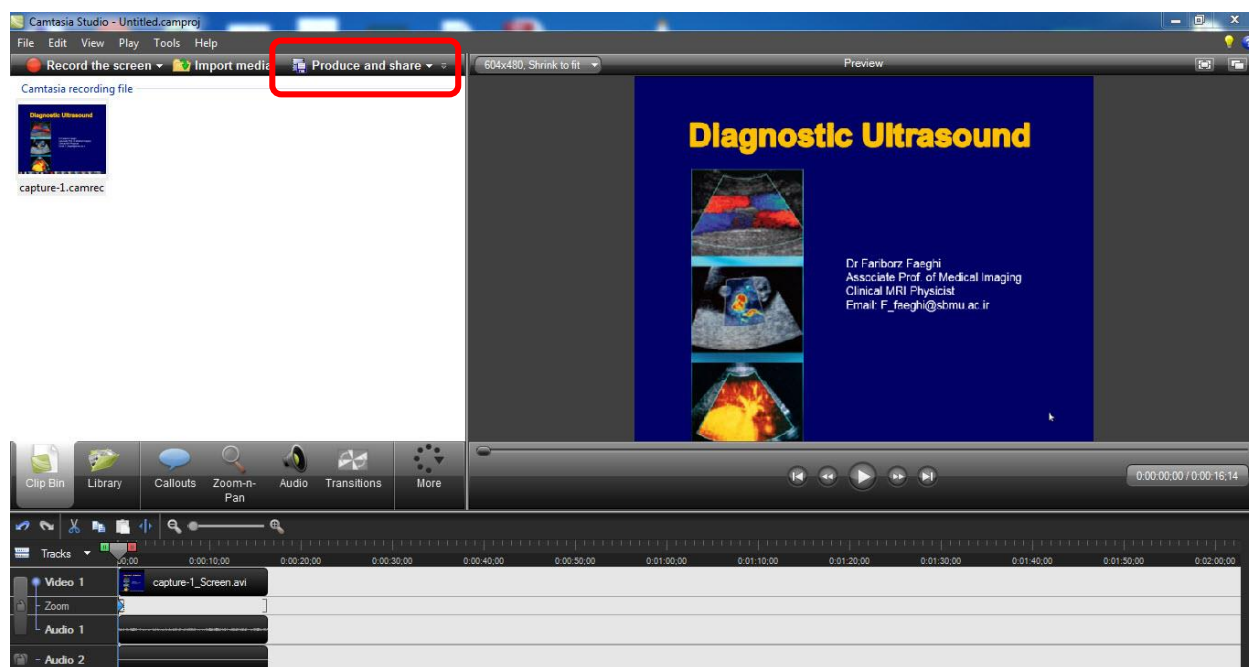 Camtasia Studio - Untitled.camproj
File Edit View Play Tools Help
Record the screen Import media Produce and share
604x480, Shrink to fit
Preview
Camtasia recording file
Diagnostic Ultrasound
capture-1.camrec
Diagnostic Ultrasound
Dr Fariborz Faeghi
Associate Prof. of Medical Imaging
Clinical MRI Physicist
Email: F_faeghi@sbmu.ac.ir
Clip Bin Library Callouts Zoom-n-Pan Audio Transitions More
0:00:00;00 / 0:00:16;14
Tracks
00;00 0:00:10;00 0:00:20;00 0:00:30;00 0:00:40;00 0:00:50;00 0:01:00;00 0:01:10;00 0:01:20;00 0:01:30;00 0:01:40;00 0:01:50;00 0:02:00;00
Video 1 capture-1_Screen.avi
Zoom
Audio 1
Audio 2